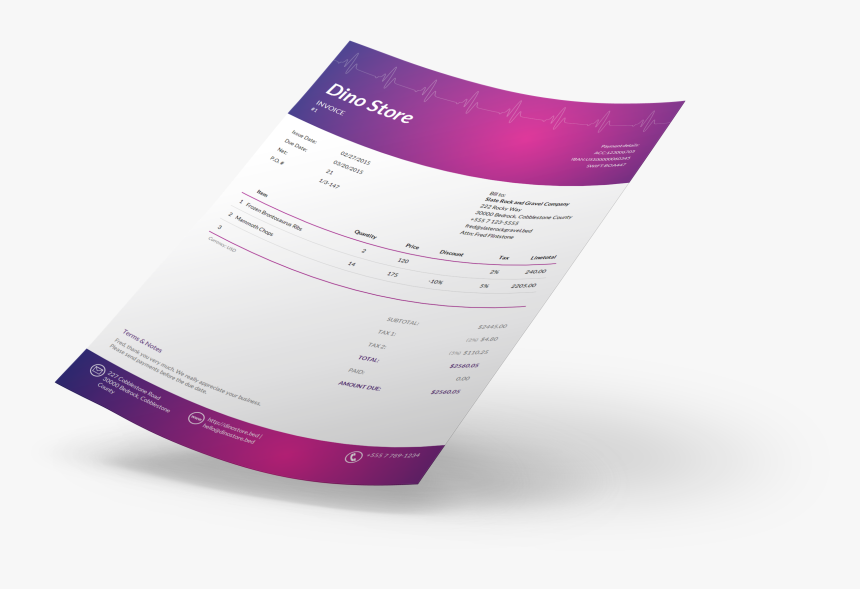 Dino Store
INVOICE
#1
Payment details:
ACC:123006705
IBAN:US100000060345
SWIFT:BOA447
Issue Date: 02/27/2015
Due Date: 03/20/2015
Net: 21
P.O. # 1/3-147
Bill to:
Slate Rock and Gravel Company
222 Rocky Way
30000 Bedrock, Cobblestone County
+555 7 123-5555
fred@slaterockgravel.bed
Attn: Fred Flintstone
Item Quantity Price Discount Tax Linetotal
1 Frozen Brontosaurus Ribs 2 120 2% 240.00
2 Mammoth Chops 14 175 -10% 5% 2205.00
3
Currency: USD
SUBTOTAL: $2445.00
TAX 1: $4.80
TAX 2: $110.25
TOTAL: $2560.05
PAID: 0.00
AMOUNT DUE: $2560.05
Terms & Notes
Fred, thank you very much. We really appreciate your business.
Please send payments before the due date.
227 Cobblestone Road
30000 Bedrock, Cobblestone
County
www
http://dinostore.bed/
hello@dinostore.bed
+555 7 789-1234